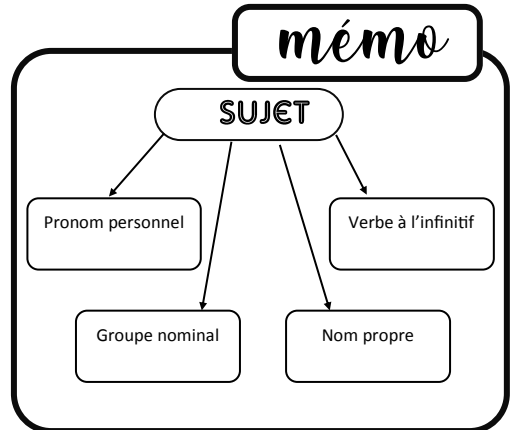 mémo
SUJET
Pronom personnel
Verbe à l'infinitif
Groupe nominal
Nom propre